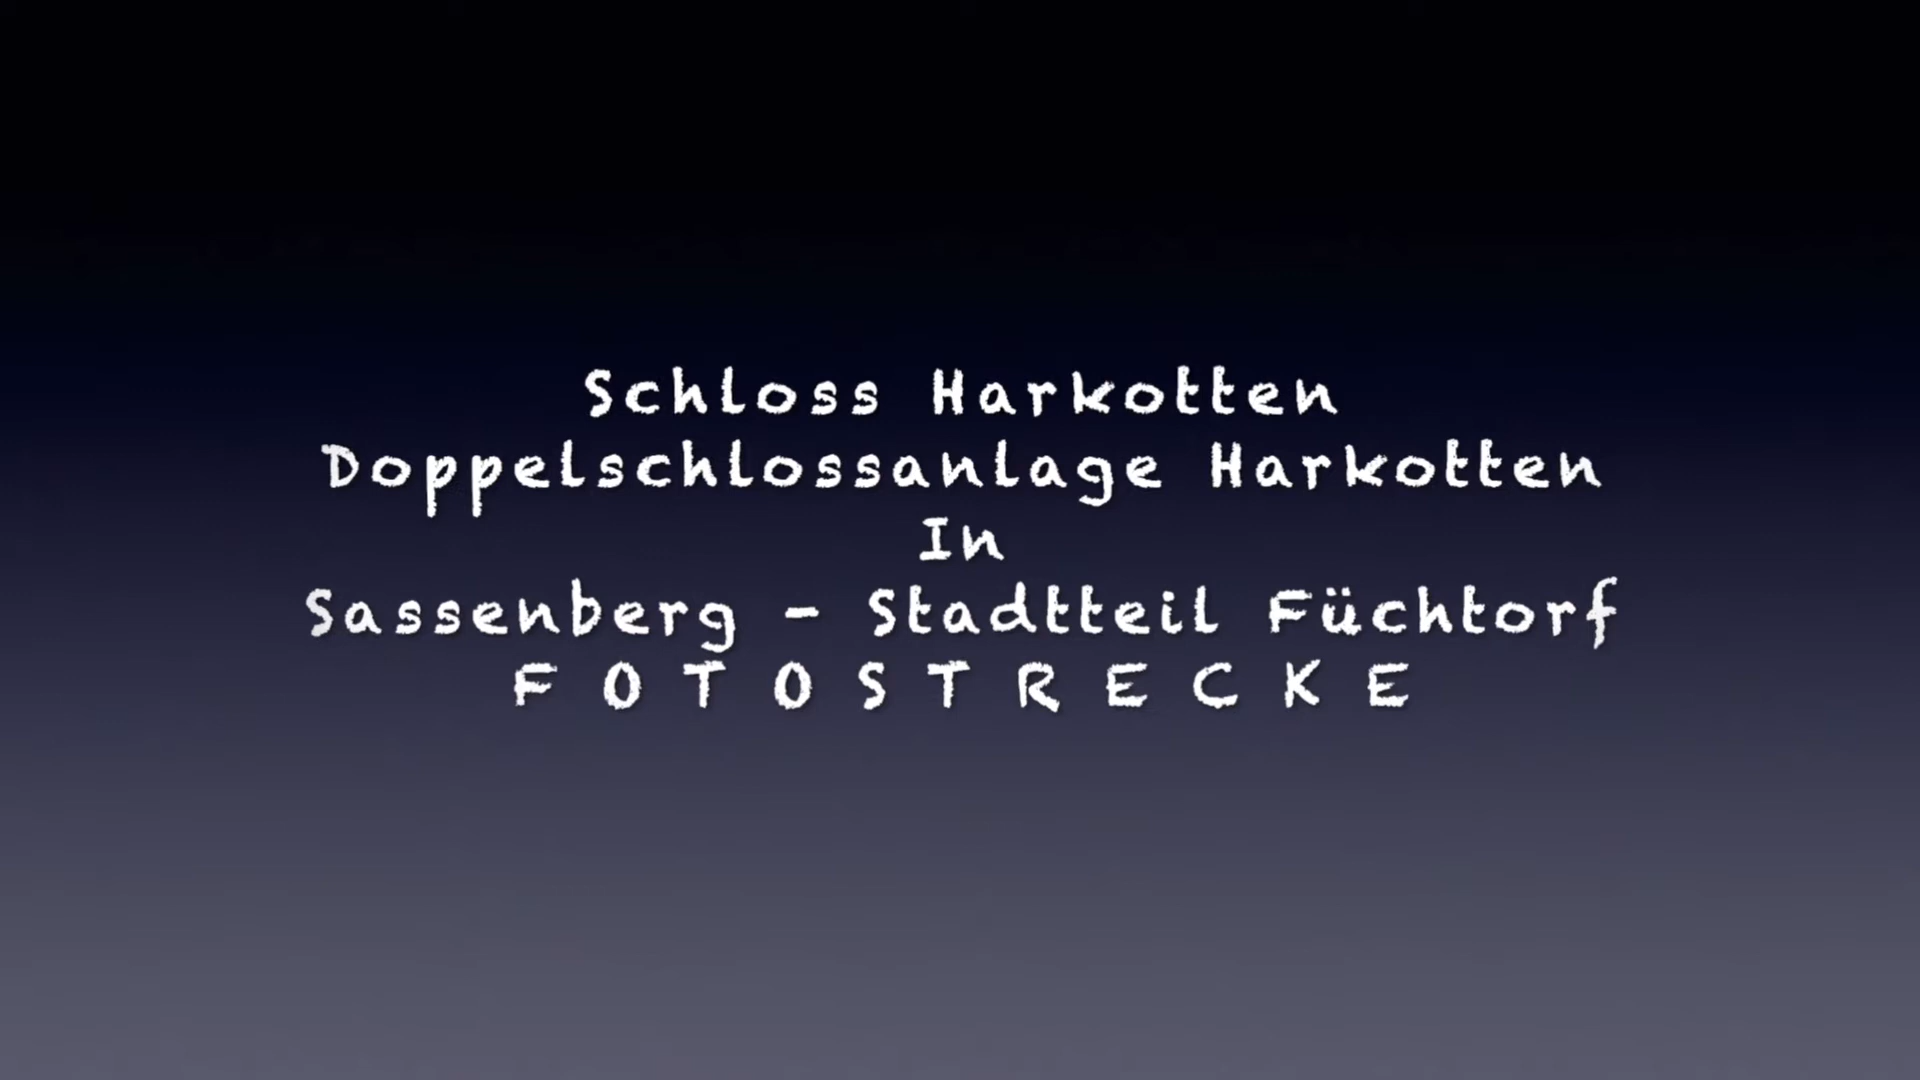 Schloss Harkotten
Doppelschlossanlage Harkotten
In
Sassenberg - Stadtteil Füchtorf
F O T O S T R E C K E